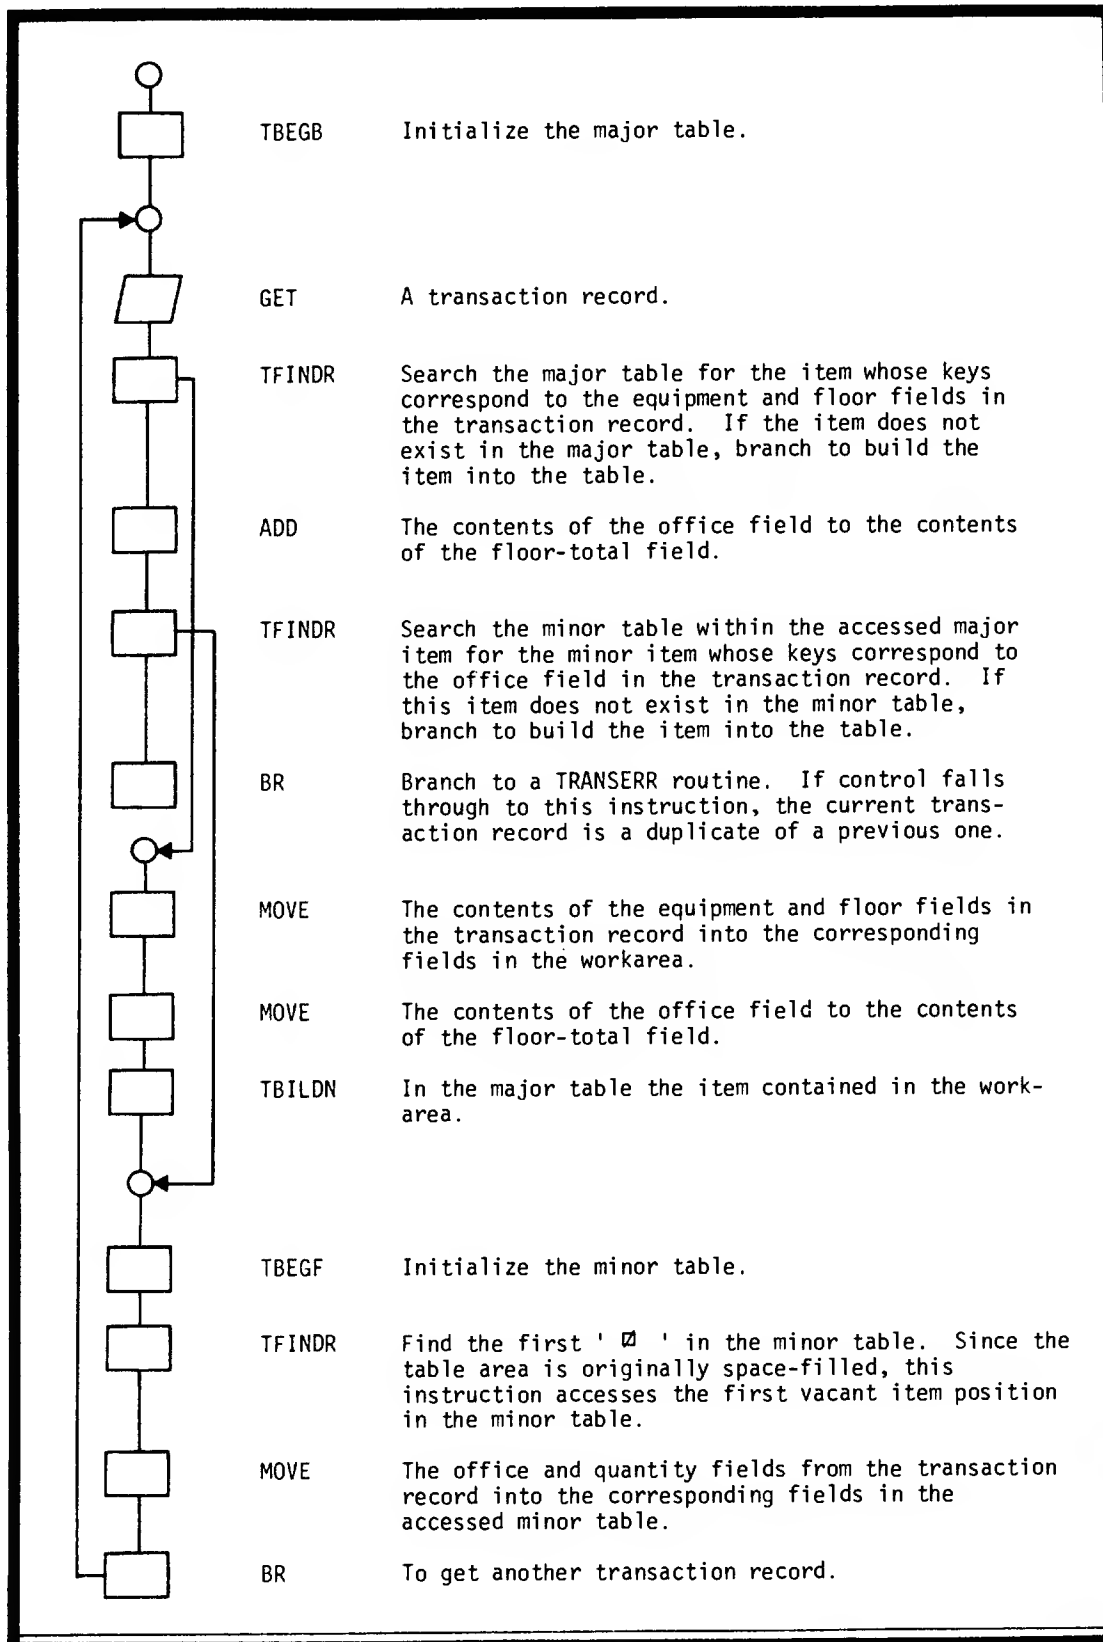 TBEGB Initialize the major table.
GET A transaction record.
TFINDR Search the major table for the item whose keys
correspond to the equipment and floor fields in
the transaction record. If the item does not
exist in the major table, branch to build the
item into the table.
ADD The contents of the office field to the contents
of the floor-total field.
TFINDR Search the minor table within the accessed major
item for the minor item whose keys correspond to
the office field in the transaction record. If
this item does not exist in the minor table,
branch to build the item into the table.
BR Branch to a TRANSERR routine. If control falls
through to this instruction, the current trans-
action record is a duplicate of a previous one.
MOVE The contents of the equipment and floor fields in
the transaction record into the corresponding
fields in the workarea.
MOVE The contents of the office field to the contents
of the floor-total field.
TBILDN In the major table the item contained in the work-
area.
TBEGF Initialize the minor table.
TFINDR Find the first ' ' in the minor table. Since the
table area is originally space-filled, this
instruction accesses the first vacant item position
in the minor table.
MOVE The office and quantity fields from the transaction
record into the corresponding fields in the
accessed minor table.
BR To get another transaction record.